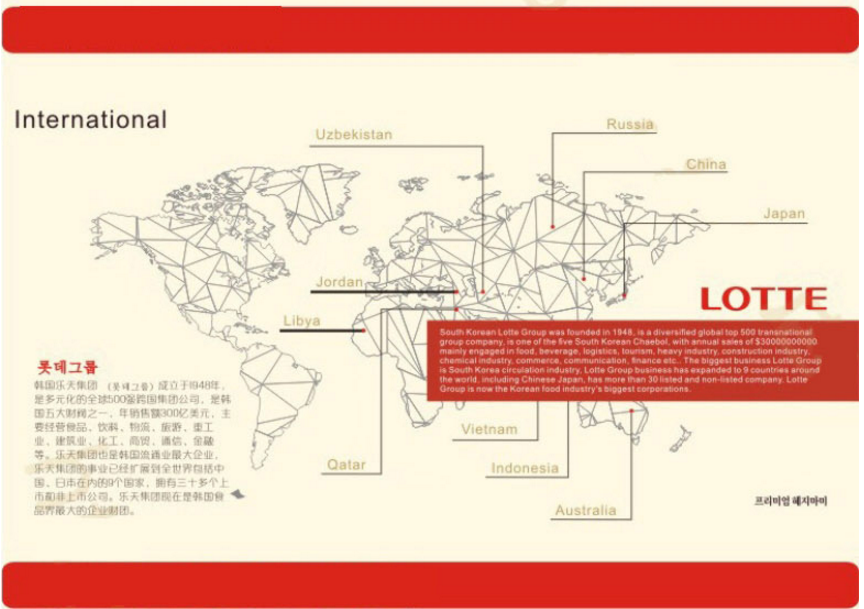 International
Uzbekistan
Russia
China
Japan
Jordan
Libya
LOTTE
South Korean Lotte Group was founded in 1948, is a diversified global top 500 transnational
group company, is one of the five South Korean Chaebol, with annual sales of $30000000000
mainly engaged in food, beverage, logistics, tourism, heavy industry, construction industry,
chamical industry, commerce, communication, finance etc.. The biggest business Lotte Group
is South Korea circulation industry, Lotte Group business has expanded to 9 countries around
the world, including Chinese Japan, has more than 30 listed and non-listed company. Lotte
Group is now the Korean food industry's biggest corporations.
롯데그룹
韩国乐天集团 (롯데그룹) 成立于1948年,
是多元化的全球500强跨国集团公司, 是韩
国五大财阀之一, 年销售额300亿美元, 主
要经营食品、饮料、物流、旅游、重工
业、建筑业、化工、商贸、通信、金融
等。乐天集团也是韩国流通业最大企业,
乐天集团的事业已经扩展到全世界包括中
国、日本在内的9个国家, 拥有三十多个上
市和非上市公司。乐天集团现在是韩国食
品界最大的企业财团。
Vietnam
Qatar
Indonesia
Australia
프리미엄 헤지마미